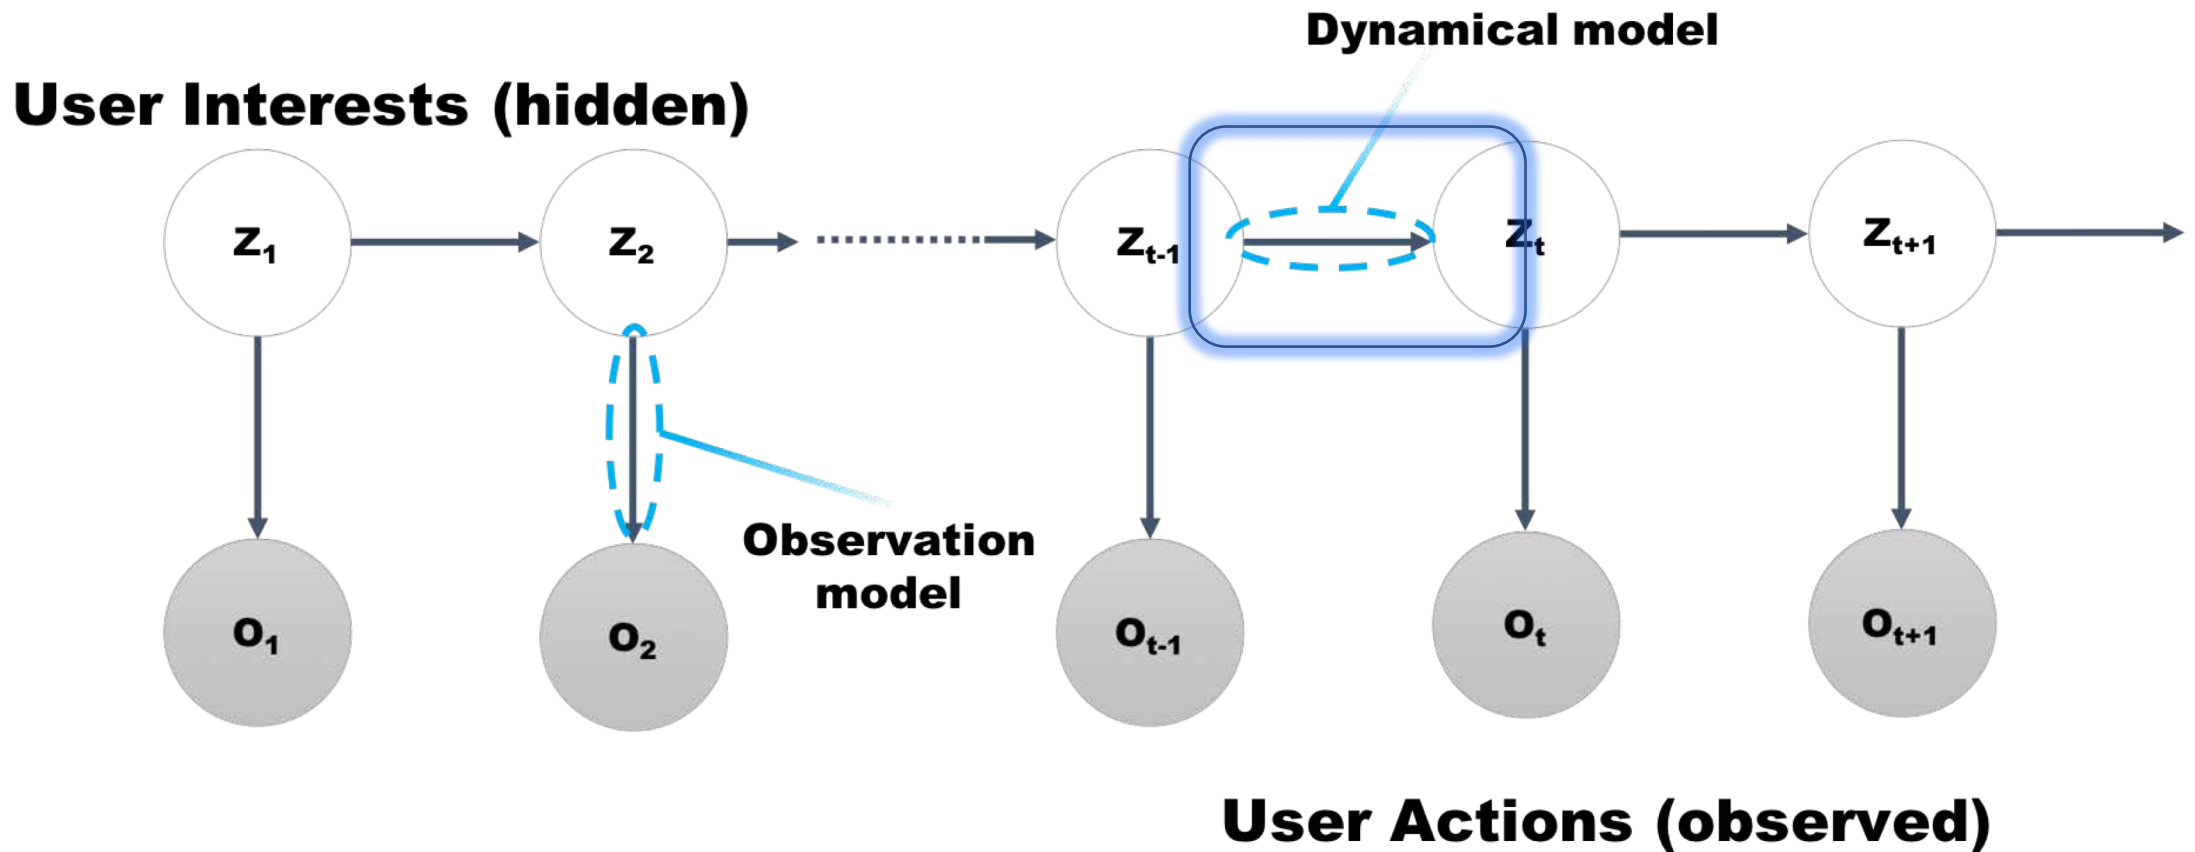 Dynamical model
User Interests (hidden)
Z1 Z2 Zt-1 Zt Zt+1
Observation
model
O1 O2 Ot-1 Ot Ot+1
User Actions (observed)